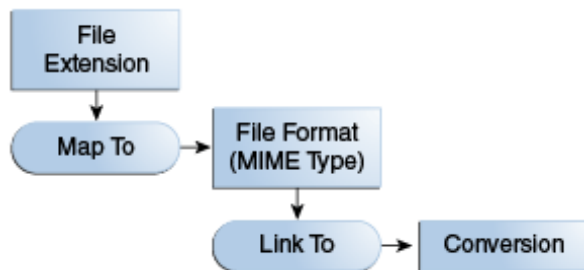 File
Extension
Map To
File Format
(MIME Type)
Link To
Conversion